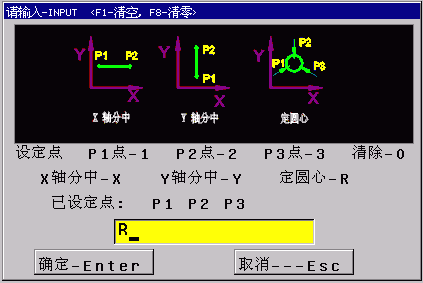 请输入-INPUT <F1-清空, F8-清零>
Y P1 P2 X Y P2 P1 X Y P2 P1 P3 X
X 轴分中 Y 轴分中 定圆心
设定点 P1点-1 P2点-2 P3点-3 清除-0
X轴分中-X Y轴分中-Y 定圆心-R
已设定点: P1 P2 P3
R_
确定-Enter 取消---Esc